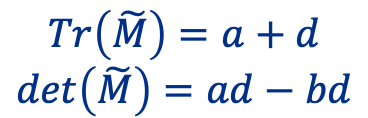 Tr(M̃) = a + d
det(M̃) = ad − bd